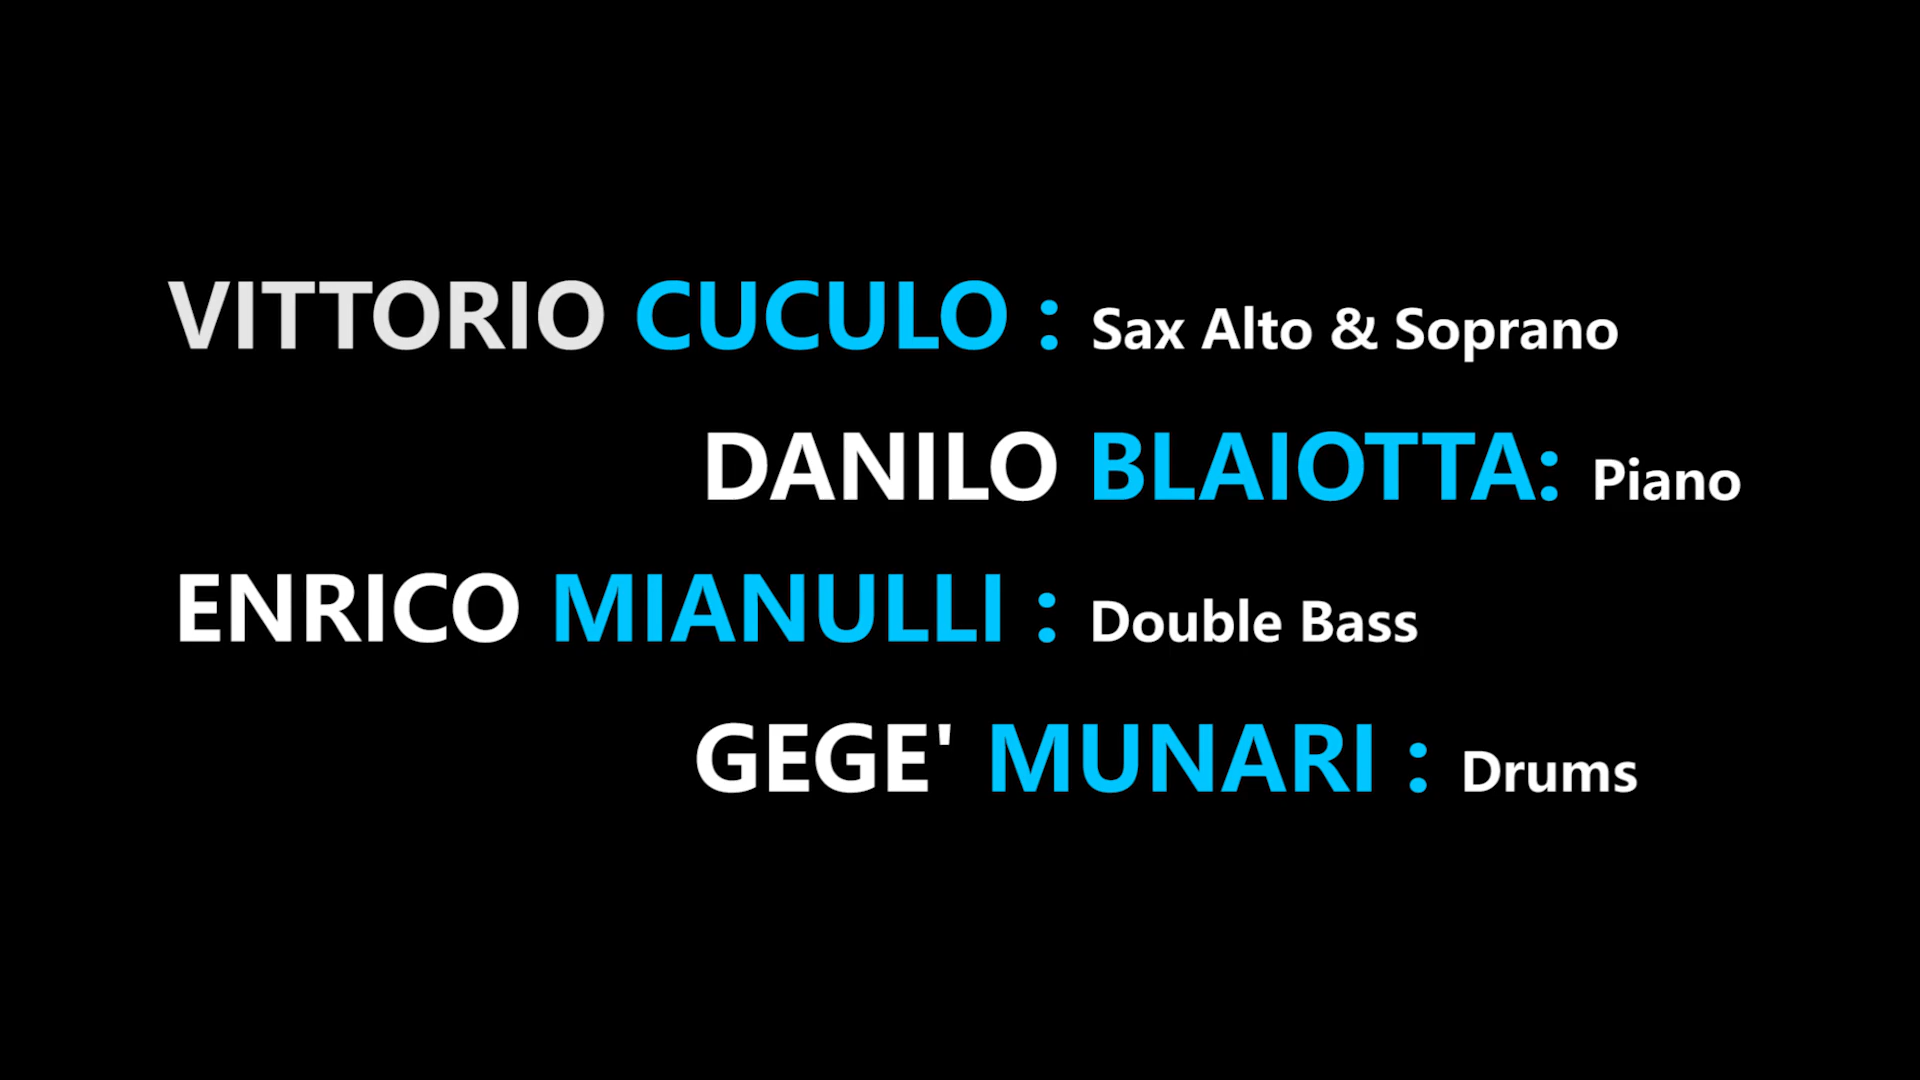 VITTORIO CUCULO : Sax Alto & Soprano
DANILO BLAIOTTA: Piano
ENRICO MIANULLI : Double Bass
GEGE' MUNARI : Drums